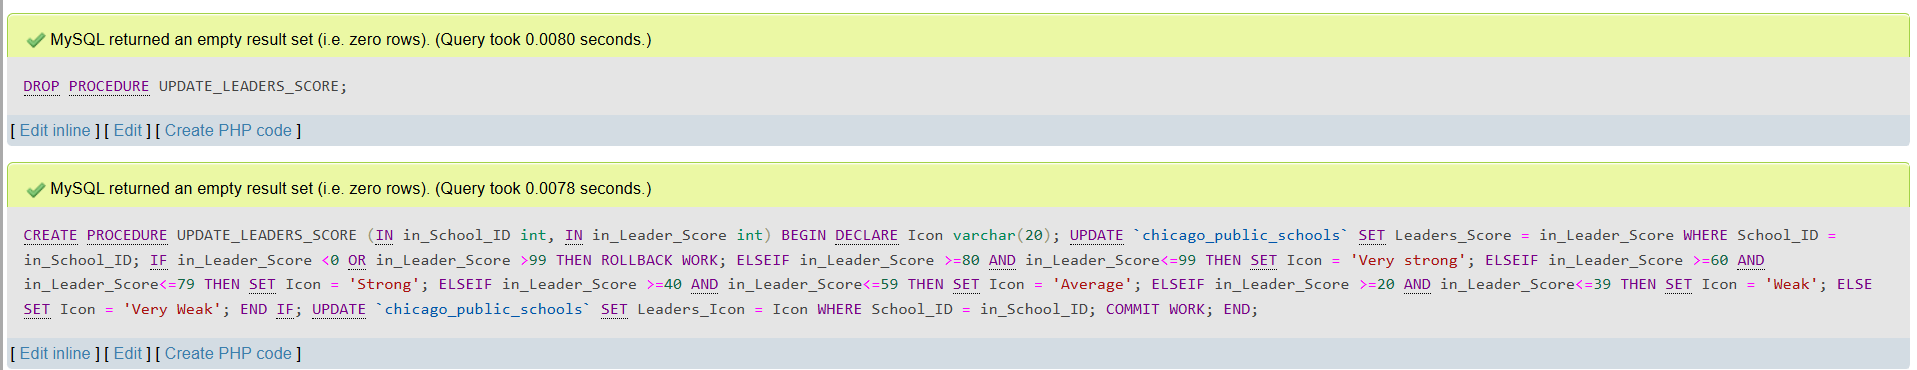 MySQL returned an empty result set (i.e. zero rows). (Query took 0.0080 seconds.)
DROP PROCEDURE UPDATE_LEADERS_SCORE;
[ Edit inline ] [ Edit ] [ Create PHP code ]
MySQL returned an empty result set (i.e. zero rows). (Query took 0.0078 seconds.)
CREATE PROCEDURE UPDATE_LEADERS_SCORE (IN in_School_ID int, IN in_Leader_Score int) BEGIN DECLARE Icon varchar(20); UPDATE `chicago_public_schools` SET Leaders_Score = in_Leader_Score WHERE School_ID =
in_School_ID; IF in_Leader_Score <0 OR in_Leader_Score >99 THEN ROLLBACK WORK; ELSEIF in_Leader_Score >=80 AND in_Leader_Score<=99 THEN SET Icon = 'Very strong'; ELSEIF in_Leader_Score >=60 AND
in_Leader_Score<=79 THEN SET Icon = 'Strong'; ELSEIF in_Leader_Score >=40 AND in_Leader_Score<=59 THEN SET Icon = 'Average'; ELSEIF in_Leader_Score >=20 AND in_Leader_Score<=39 THEN SET Icon = 'Weak'; ELSE
SET Icon = 'Very Weak'; END IF; UPDATE `chicago_public_schools` SET Leaders_Icon = Icon WHERE School_ID = in_School_ID; COMMIT WORK; END;
[ Edit inline ] [ Edit ] [ Create PHP code ]